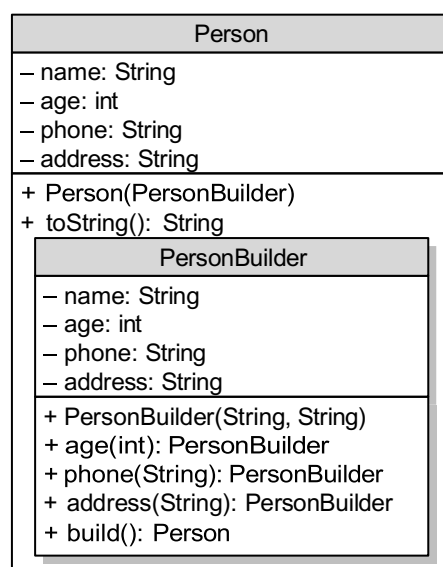 Person
– name: String
– age: int
– phone: String
– address: String
+ Person(PersonBuilder)
+ toString(): String
PersonBuilder
– name: String
– age: int
– phone: String
– address: String
+ PersonBuilder(String, String)
+ age(int): PersonBuilder
+ phone(String): PersonBuilder
+ address(String): PersonBuilder
+ build(): Person